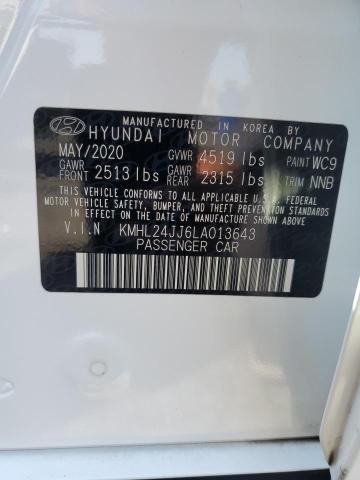 MANUFACTURED IN KOREA BY
HYUNDAI MOTOR COMPANY
MAY/2020 GVWR 4519 lbs PAINT WC9
GAWR FRONT 2513 lbs GAWR REAR 2315 lbs TRIM NNB
THIS VEHICLE CONFORMS TO ALL APPLICABLE U.S. FEDERAL
MOTOR VEHICLE SAFETY, BUMPER, AND THEFT PREVENTION STANDARDS
IN EFFECT ON THE DATE OF MANUFACTURE SHOWN ABOVE.
V.I.N KMHL24JJ6LA013643
PASSENGER CAR